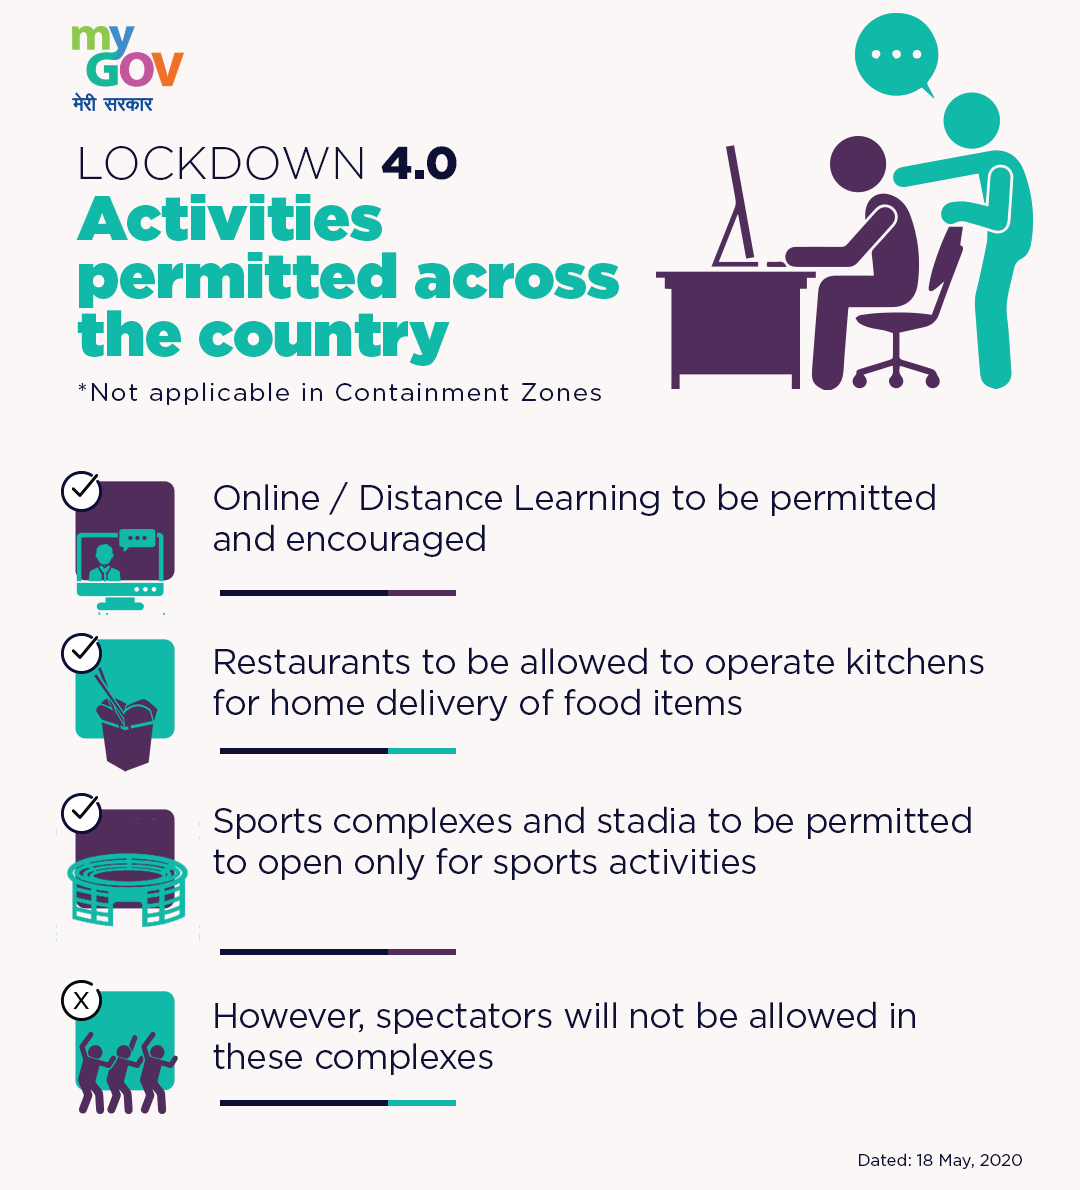 my
GOV
मेरी सरकार
LOCKDOWN 4.0
Activities
permitted across
the country
*Not applicable in Containment Zones
Online / Distance Learning to be permitted
and encouraged
Restaurants to be allowed to operate kitchens
for home delivery of food items
Sports complexes and stadia to be permitted
to open only for sports activities
X
However, spectators will not be allowed in
these complexes
Dated: 18 May, 2020